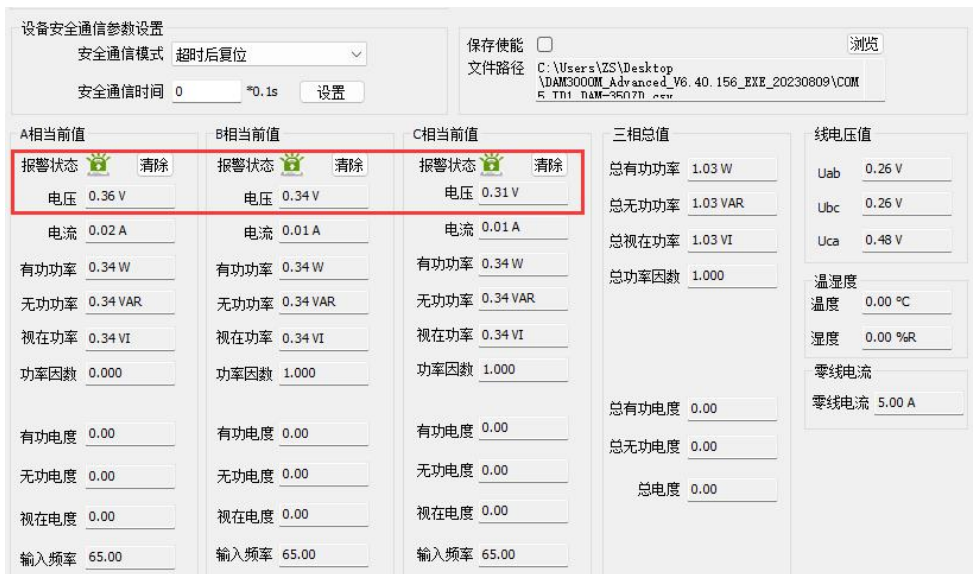 设备安全通信参数设置
安全通信模式 超时后复位
安全通信时间 0 *0.1s 设置
保存使能 浏览
文件路径 C:\Users\ZS\Desktop
\DAM3000M_Advanced_V6.40.156_EXE_20230809\COM
5_ID1_DAM-3507D.csv
A相当前值
报警状态 清除
电压 0.36 V
电流 0.02 A
有功功率 0.34 W
无功功率 0.34 VAR
视在功率 0.34 VI
功率因数 0.000
有功电度 0.00
无功电度 0.00
视在电度 0.00
输入频率 65.00
B相当前值
报警状态 清除
电压 0.34 V
电流 0.01 A
有功功率 0.34 W
无功功率 0.34 VAR
视在功率 0.34 VI
功率因数 1.000
有功电度 0.00
无功电度 0.00
视在电度 0.00
输入频率 65.00
C相当前值
报警状态 清除
电压 0.31 V
电流 0.01 A
有功功率 0.34 W
无功功率 0.34 VAR
视在功率 0.34 VI
功率因数 1.000
有功电度 0.00
无功电度 0.00
视在电度 0.00
输入频率 65.00
三相总值
总有功功率 1.03 W
总无功功率 1.03 VAR
总视在功率 1.03 VI
总功率因数 1.000
总有功电度 0.00
总无功电度 0.00
总电度 0.00
线电压值
Uab 0.26 V
Ubc 0.26 V
Uca 0.48 V
温湿度
温度 0.00 °C
湿度 0.00 %R
零线电流
零线电流 5.00 A